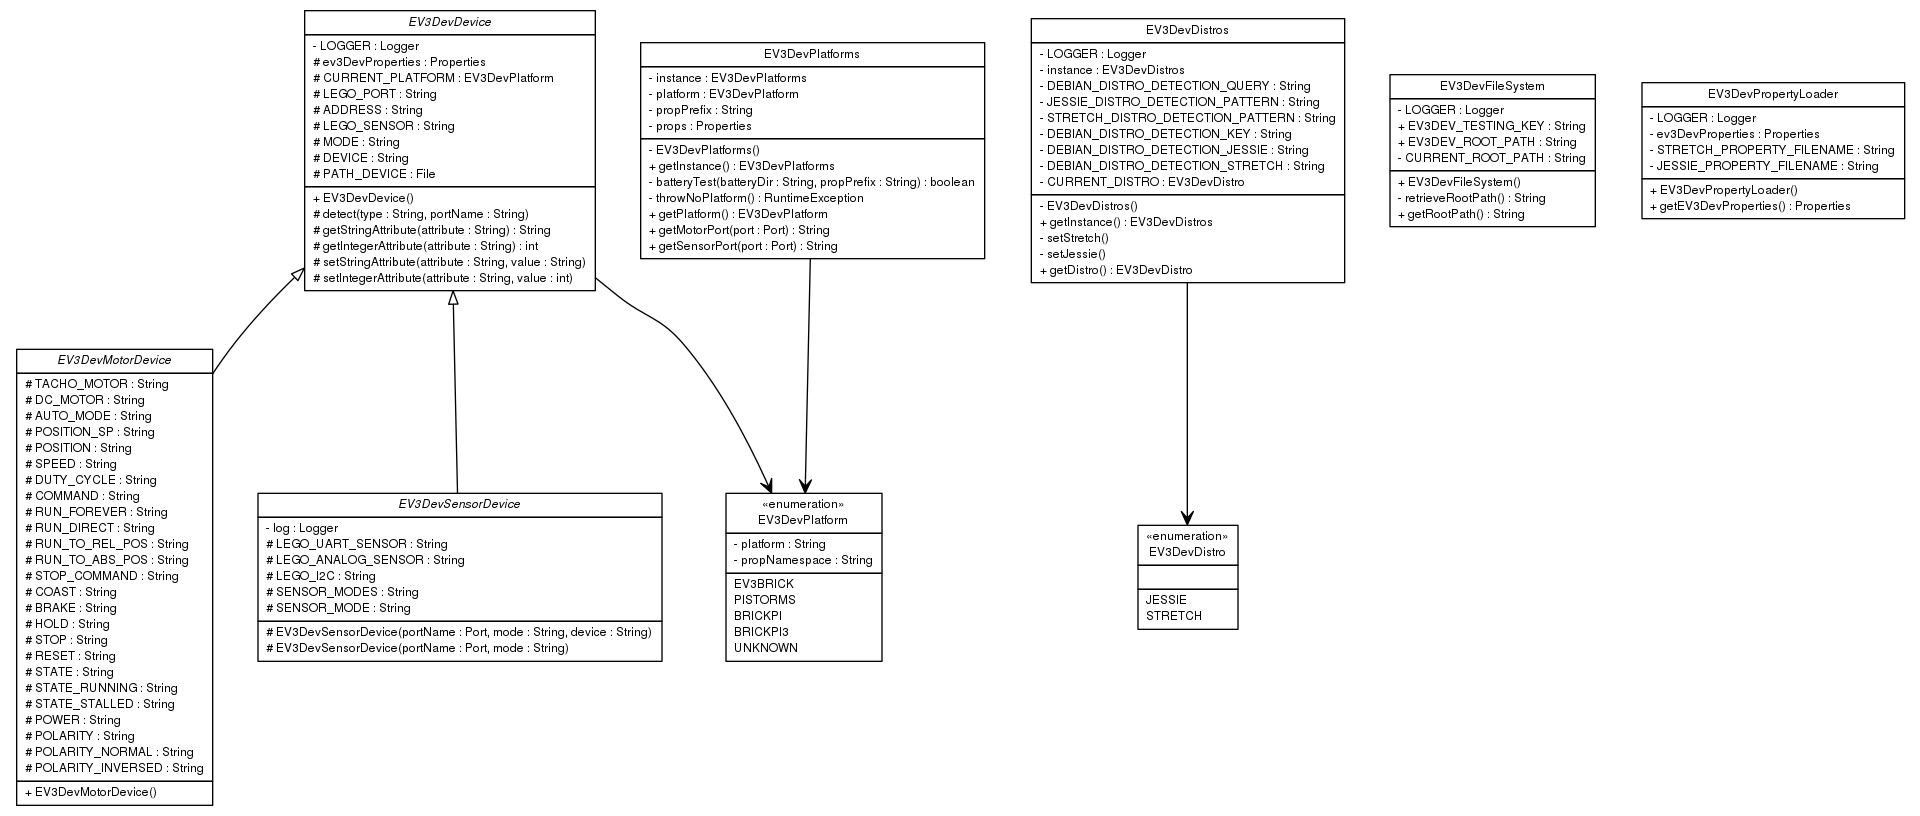 EV3DevDevice
- LOGGER : Logger
# ev3DevProperties : Properties
# CURRENT_PLATFORM : EV3DevPlatform
# LEGO_PORT : String
# ADDRESS : String
# LEGO_SENSOR : String
# MODE : String
# DEVICE : String
# PATH_DEVICE : File
+ EV3DevDevice()
# detect(type : String, portName : String)
# getStringAttribute(attribute : String) : String
# getIntegerAttribute(attribute : String) : int
# setStringAttribute(attribute : String, value : String)
# setIntegerAttribute(attribute : String, value : int)
EV3DevPlatforms
- instance : EV3DevPlatforms
- platform : EV3DevPlatform
- propPrefix : String
- props : Properties
- EV3DevPlatforms()
+ getInstance() : EV3DevPlatforms
- batteryTest(batteryDir : String, propPrefix : String) : boolean
- throwNoPlatform() : RuntimeException
+ getPlatform() : EV3DevPlatform
+ getMotorPort(port : Port) : String
+ getSensorPort(port : Port) : String
EV3DevDistros
- LOGGER : Logger
- instance : EV3DevDistros
- DEBIAN_DISTRO_DETECTION_QUERY : String
- JESSIE_DISTRO_DETECTION_PATTERN : String
- STRETCH_DISTRO_DETECTION_PATTERN : String
- DEBIAN_DISTRO_DETECTION_KEY : String
- DEBIAN_DISTRO_DETECTION_JESSIE : String
- DEBIAN_DISTRO_DETECTION_STRETCH : String
- CURRENT_DISTRO : EV3DevDistro
- EV3DevDistros()
+ getInstance() : EV3DevDistros
- setStretch()
- setJessie()
+ getDistro() : EV3DevDistro
EV3DevFileSystem
- LOGGER : Logger
+ EV3DEV_TESTING_KEY : String
+ EV3DEV_ROOT_PATH : String
- CURRENT_ROOT_PATH : String
+ EV3DevFileSystem()
- retrieveRootPath() : String
+ getRootPath() : String
EV3DevPropertyLoader
- LOGGER : Logger
- ev3DevProperties : Properties
- STRETCH_PROPERTY_FILENAME : String
- JESSIE_PROPERTY_FILENAME : String
+ EV3DevPropertyLoader()
+ getEV3DevProperties() : Properties
EV3DevMotorDevice
# TACHO_MOTOR : String
# DC_MOTOR : String
# AUTO_MODE : String
# POSITION_SP : String
# POSITION : String
# SPEED : String
# DUTY_CYCLE : String
# COMMAND : String
# RUN_FOREVER : String
# RUN_DIRECT : String
# RUN_TO_REL_POS : String
# RUN_TO_ABS_POS : String
# STOP_COMMAND : String
# COAST : String
# BRAKE : String
# HOLD : String
# STOP : String
# RESET : String
# STATE : String
# STATE_RUNNING : String
# STATE_STALLED : String
# POWER : String
# POLARITY : String
# POLARITY_NORMAL : String
# POLARITY_INVERSED : String
+ EV3DevMotorDevice()
EV3DevSensorDevice
- log : Logger
# LEGO_UART_SENSOR : String
# LEGO_ANALOG_SENSOR : String
# LEGO_I2C : String
# SENSOR_MODES : String
# SENSOR_MODE : String
# EV3DevSensorDevice(portName : Port, mode : String, device : String)
# EV3DevSensorDevice(portName : Port, mode : String)
«enumeration»
EV3DevPlatform
- platform : String
- propNamespace : String
EV3BRICK
PISTORMS
BRICKPI
BRICKPI3
UNKNOWN
«enumeration»
EV3DevDistro
JESSIE
STRETCH